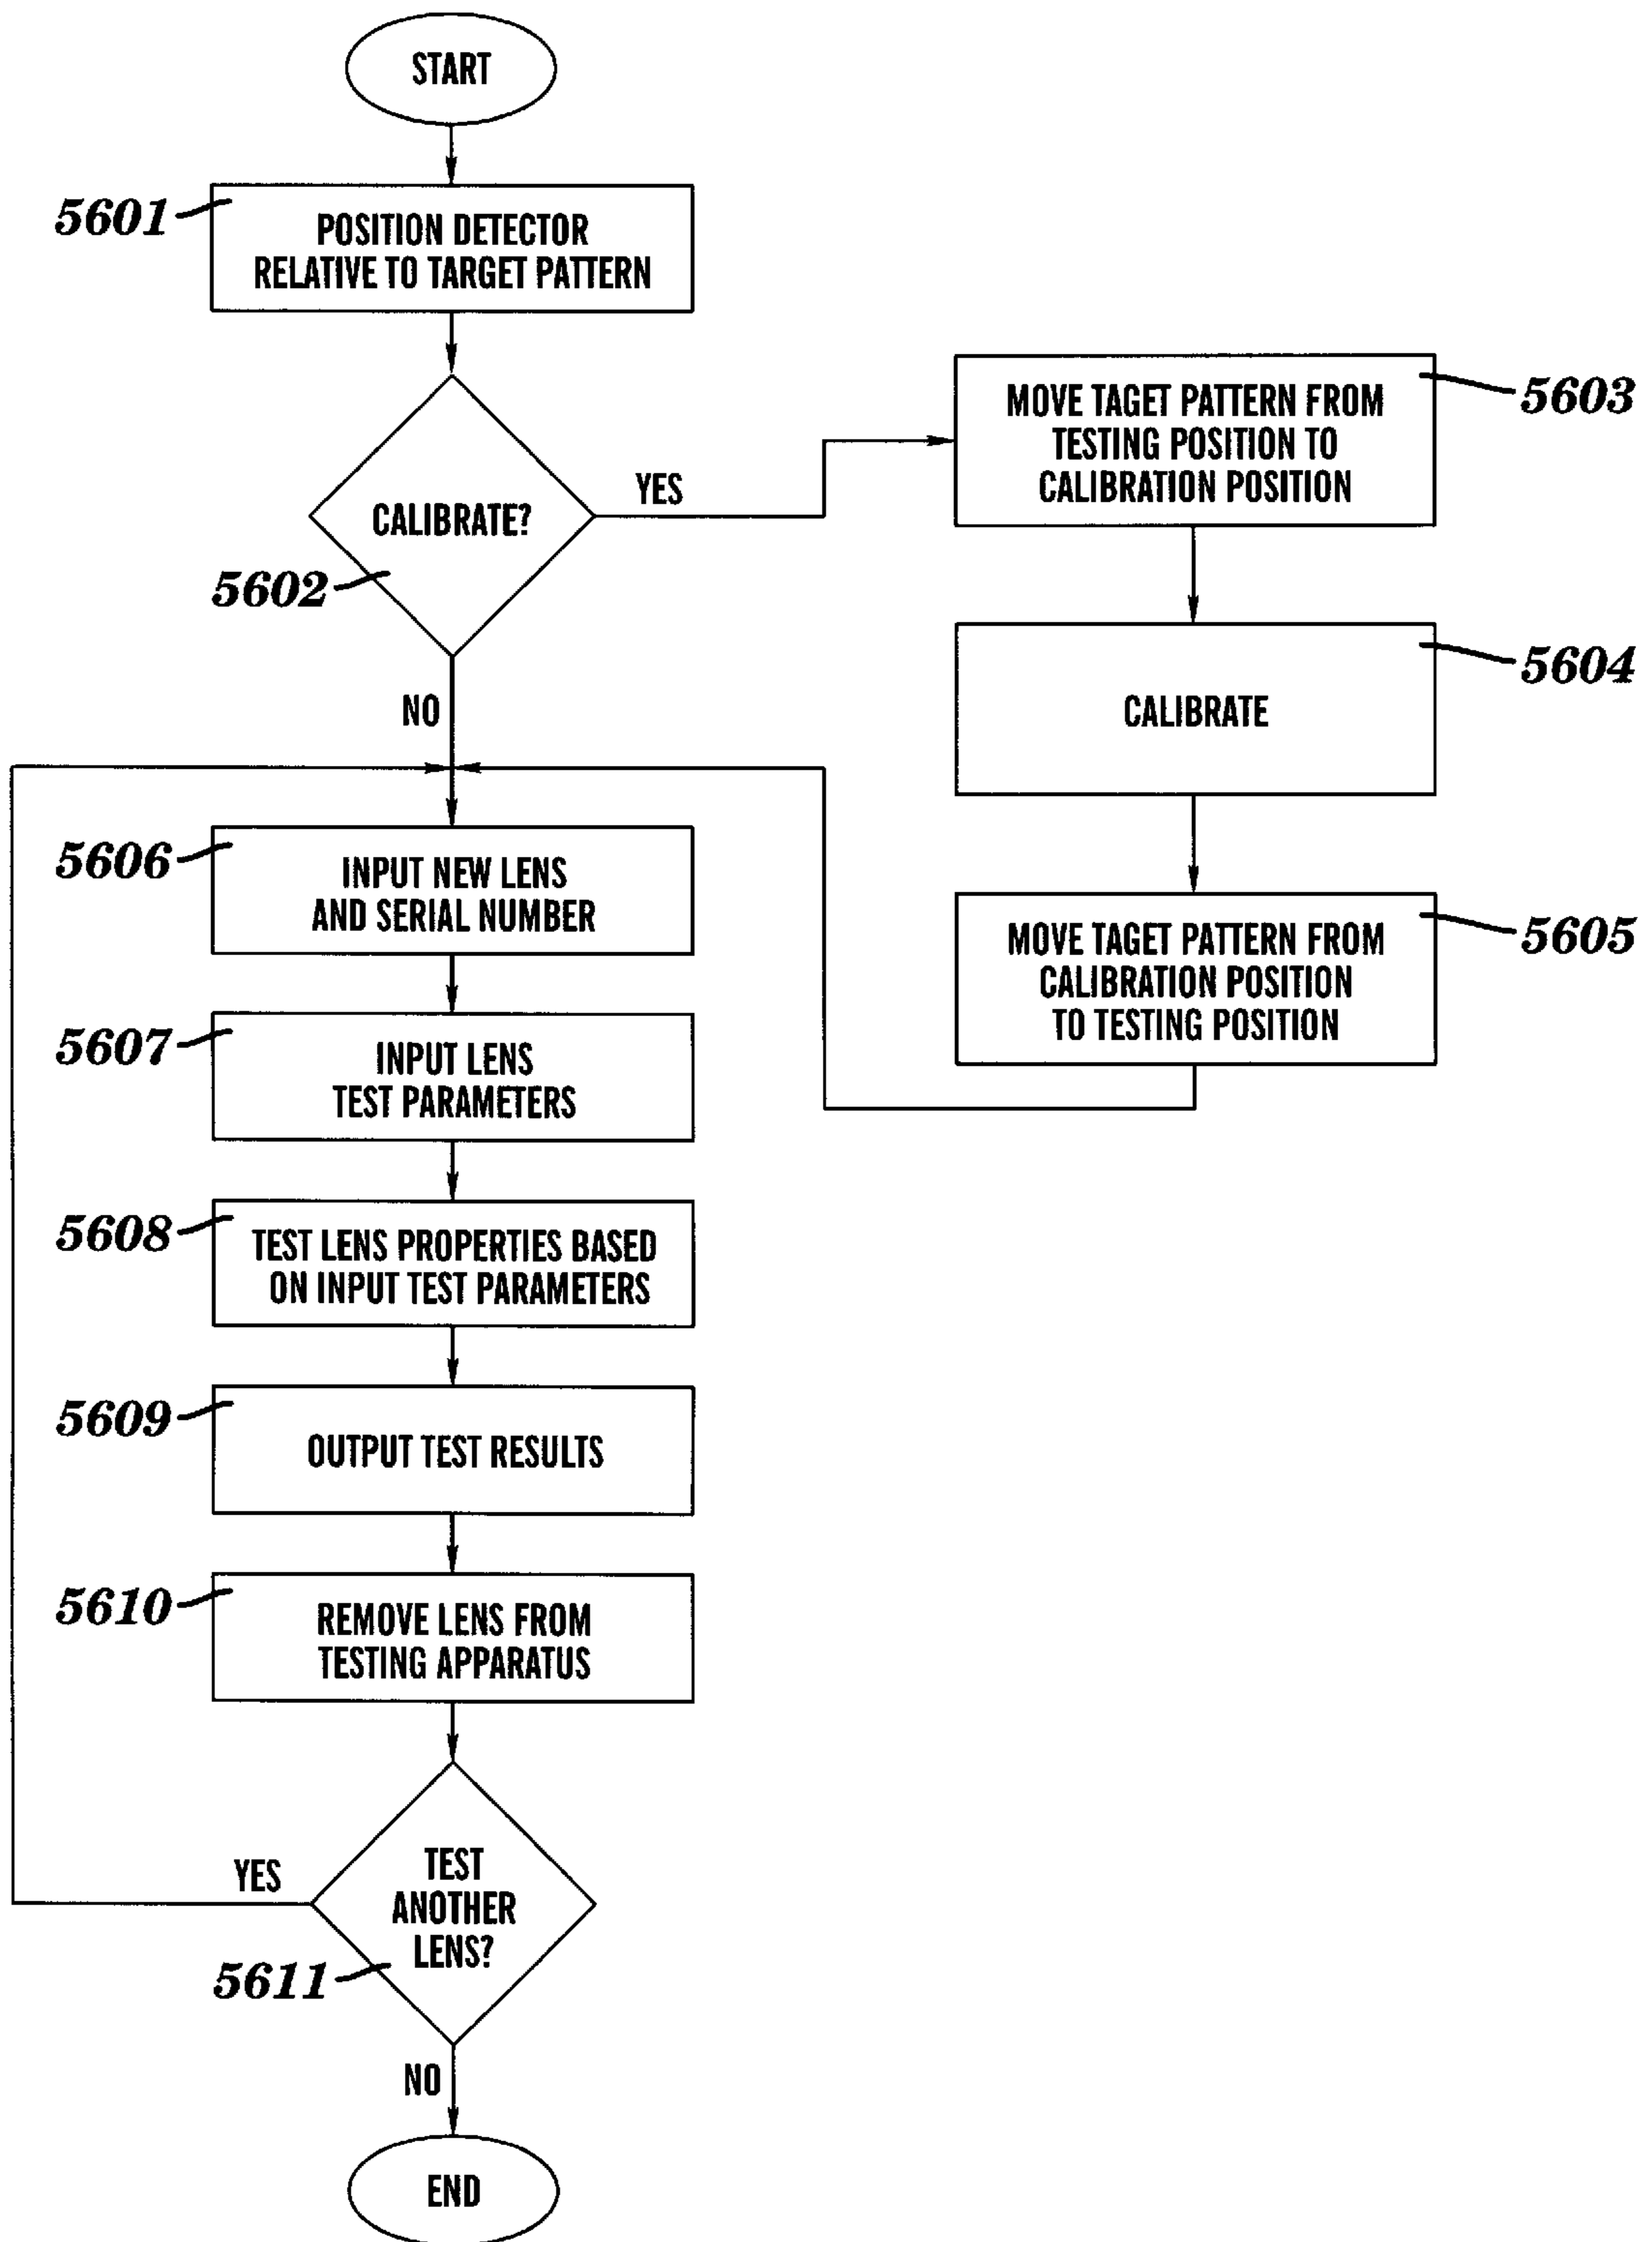 START
5601
POSITION DETECTOR
RELATIVE TO TARGET PATTERN
CALIBRATE?
5602
YES
NO
MOVE TAGET PATTERN FROM
TESTING POSITION TO
CALIBRATION POSITION
5603
CALIBRATE
5604
MOVE TAGET PATTERN FROM
CALIBRATION POSITION
TO TESTING POSITION
5605
5606
INPUT NEW LENS
AND SERIAL NUMBER
5607
INPUT LENS
TEST PARAMETERS
5608
TEST LENS PROPERTIES BASED
ON INPUT TEST PARAMETERS
5609
OUTPUT TEST RESULTS
5610
REMOVE LENS FROM
TESTING APPARATUS
YES
TEST
ANOTHER
LENS?
5611
NO
END